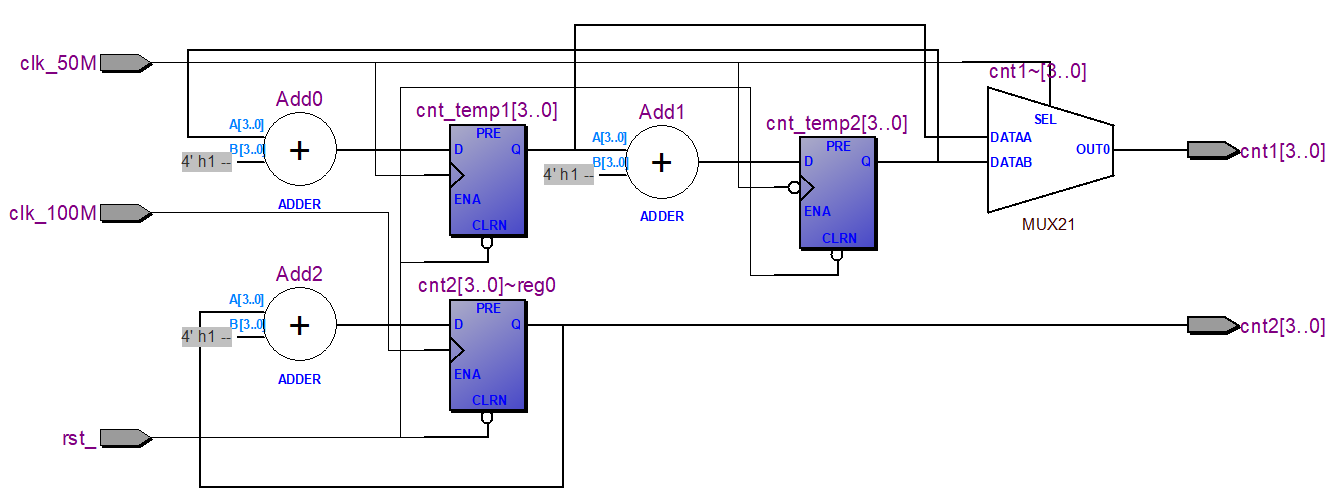 clk_50M
cnt1~[3..0]
Add0
cnt_temp1[3..0]
Add1
cnt_temp2[3..0]
A[3..0]
B[3..0]
4' h1 --
+
ADDER
PRE
D
Q
ENA
CLRN
A[3..0]
B[3..0]
4' h1 --
+
ADDER
PRE
D
Q
ENA
CLRN
SEL
DATAA
DATAB
OUT0
MUX21
cnt1[3..0]
clk_100M
Add2
cnt2[3..0]~reg0
A[3..0]
B[3..0]
4' h1 --
+
ADDER
PRE
D
Q
ENA
CLRN
cnt2[3..0]
rst_